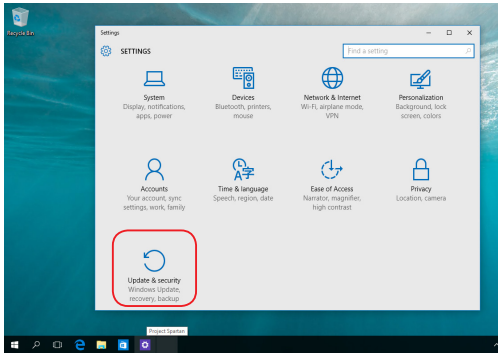 Recycle Bin
Settings
SETTINGS
Find a setting
System
Display, notifications,
apps, power
Devices
Bluetooth, printers,
mouse
Network & Internet
Wi-Fi, airplane mode,
VPN
Personalization
Background, lock
screen, colors
Accounts
Your account, sync
settings, work, family
Time & language
Speech, region, date
Ease of Access
Narrator, magnifier,
high contrast
Privacy
Location, camera
Update & security
Windows Update,
recovery, backup
Project Spartan